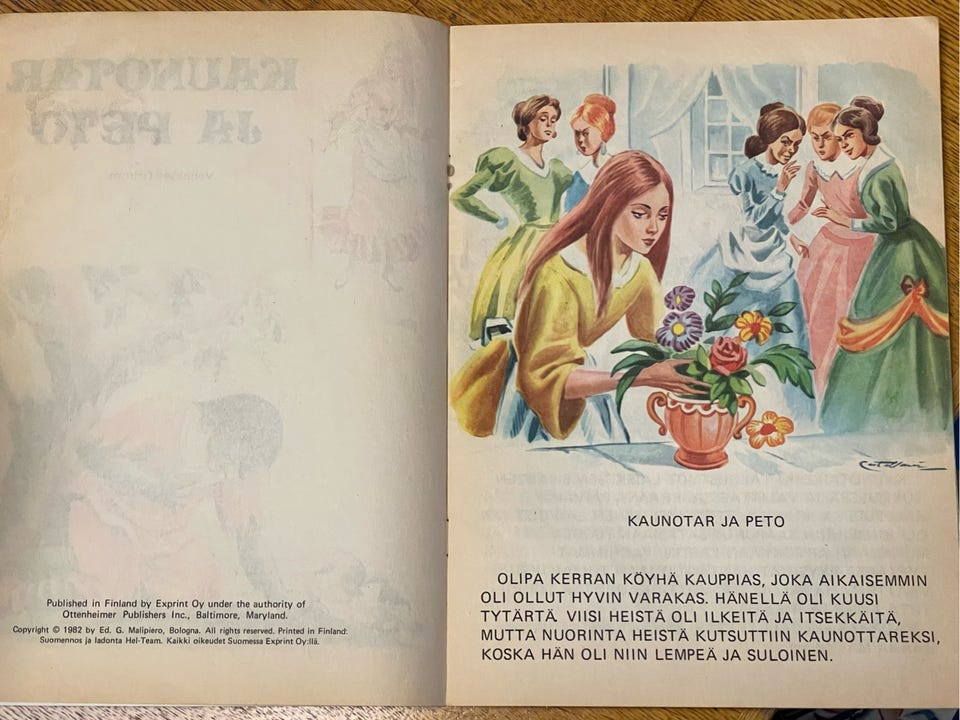 Published in Finland by Exprint Oy under the authority of
Ottenheimer Publishers Inc., Baltimore, Maryland.
Copyright © 1982 by Ed. G. Malipiero, Bologna. All rights reserved. Printed in Finland:
Suomennos ja ladonta Hel-Team. Kaikki oikeudet Suomessa Exprint Oy:llä.
KAUNOTAR JA PETO
OLIPA KERRAN KÖYHÄ KAUPPIAS, JOKA AIKAISEMMIN
OLI OLLUT HYVIN VARAKAS. HÄNELLÄ OLI KUUSI
TYTÄRTÄ. VIISI HEISTÄ OLI ILKEITÄ JA ITSEKKÄITÄ,
MUTTA NUORINTA HEISTÄ KUTSUTTIIN KAUNOTTAREKSI,
KOSKA HÄN OLI NIIN LEMPEÄ JA SULOINEN.